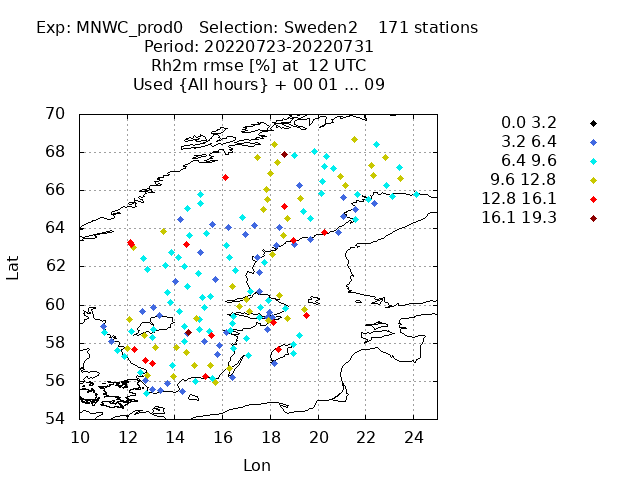 Exp: MNWC_prod0 Selection: Sweden2 171 stations
Period: 20220723-20220731
Rh2m rmse [%] at 12 UTC
Used {All hours} + 00 01 ... 09
0.0 3.2
3.2 6.4
6.4 9.6
9.6 12.8
12.8 16.1
16.1 19.3
70
68
66
64
62
60
58
56
54
Lat
10 12 14 16 18 20 22 24
Lon